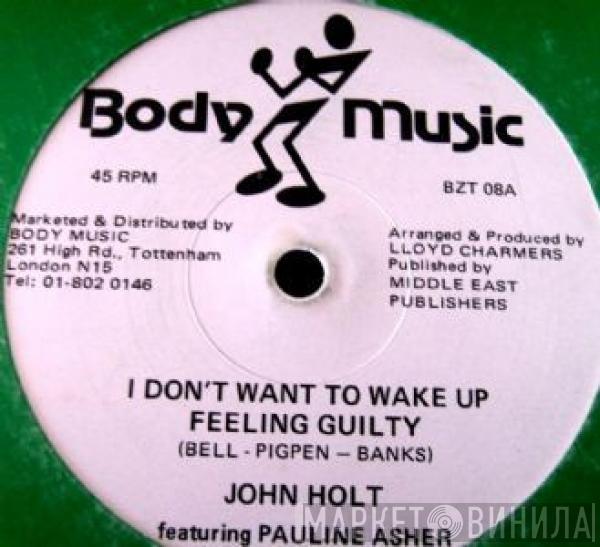 Body Music
45 RPM
BZT 08A
Marketed & Distributed by
BODY MUSIC
261 High Rd., Tottenham
London N15
Tel: 01-802 0146
Arranged & Produced by
LLOYD CHARMERS
Published by
MIDDLE EAST
PUBLISHERS
I DON'T WANT TO WAKE UP
FEELING GUILTY
(BELL - PIGPEN – BANKS)
JOHN HOLT
featuring PAULINE ASHER
МАРКЕТ ВИНИЛА